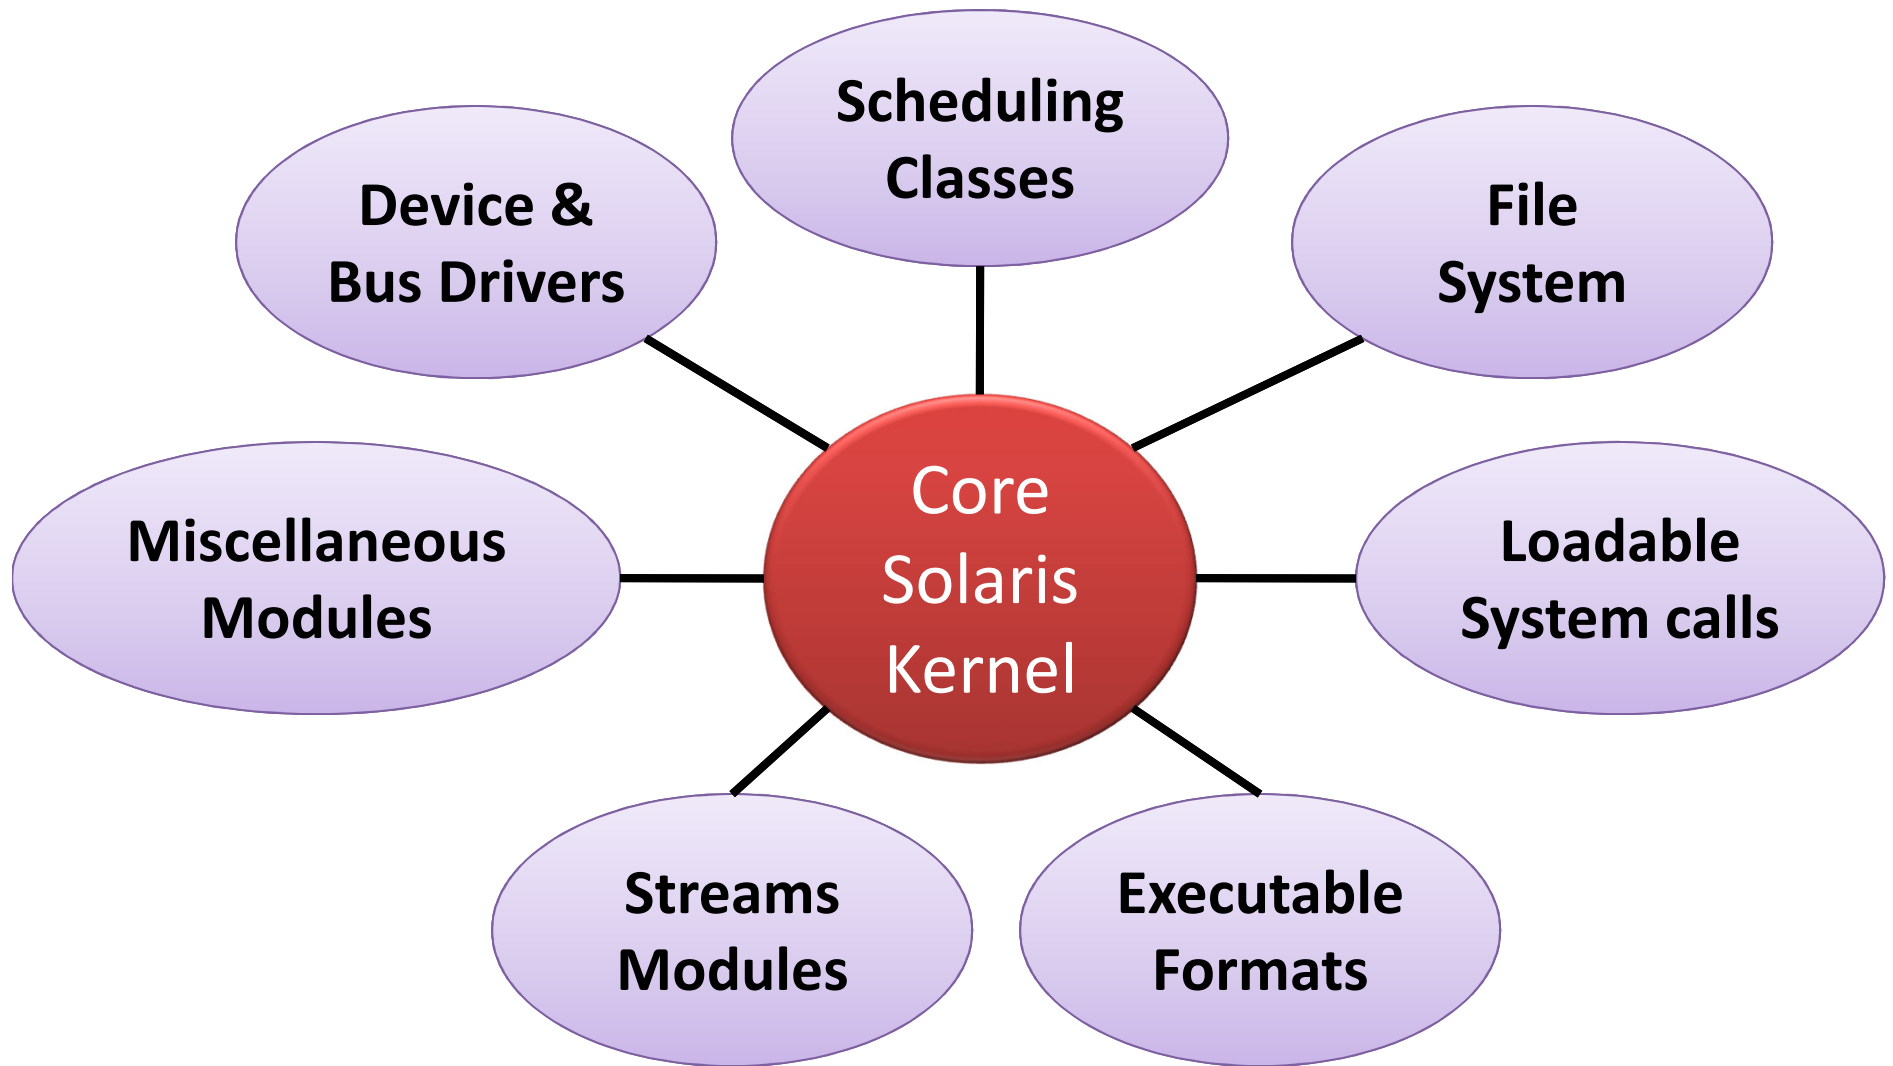 Scheduling
Classes
Device &
Bus Drivers
File
System
Core
Solaris
Kernel
Miscellaneous
Modules
Loadable
System calls
Streams
Modules
Executable
Formats